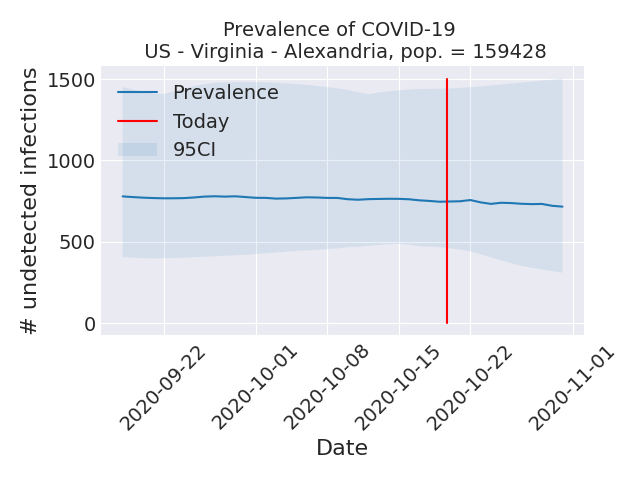 Prevalence of COVID-19
US - Virginia - Alexandria, pop. = 159428
# undetected infections
1500
1000
500
0
Prevalence
Today
95CI
2020-09-22
2020-10-01
2020-10-08
2020-10-15
2020-10-22
2020-11-01
Date